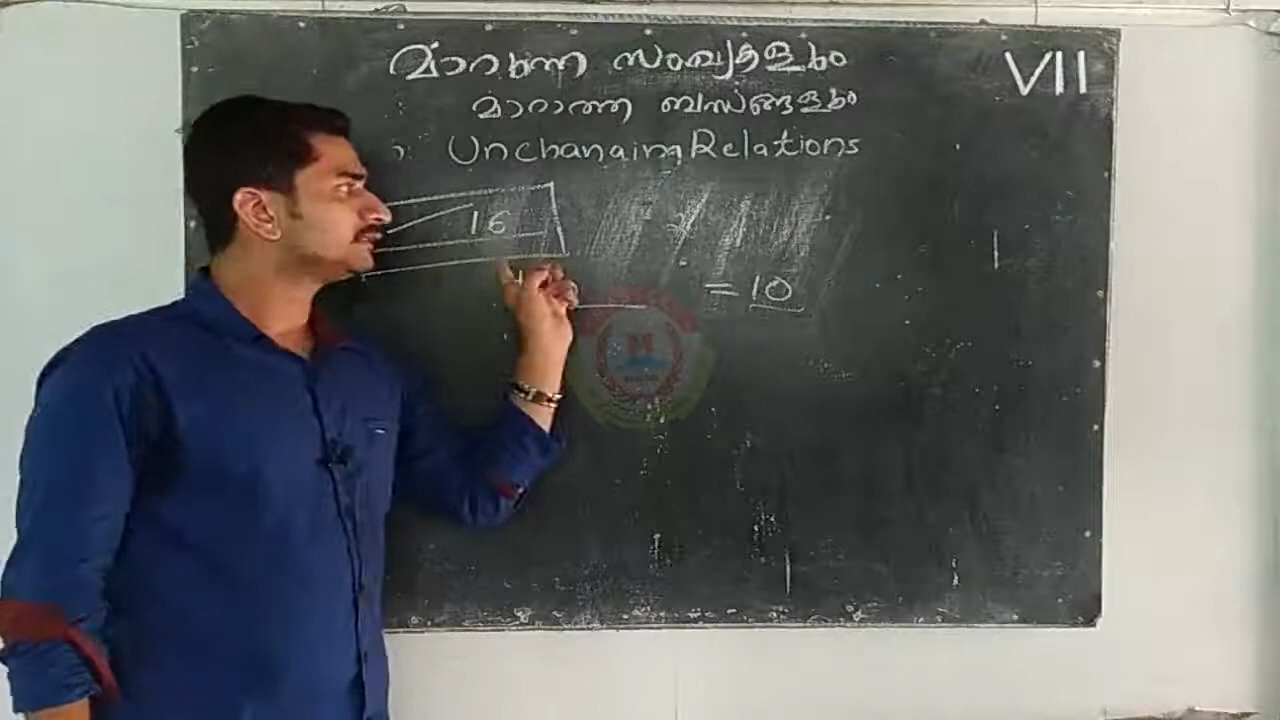 മാറുന്ന സംഖ്യകളും VII
മാറാത്ത ബന്ധങ്ങളും
Unchanging Relations
16
= 10